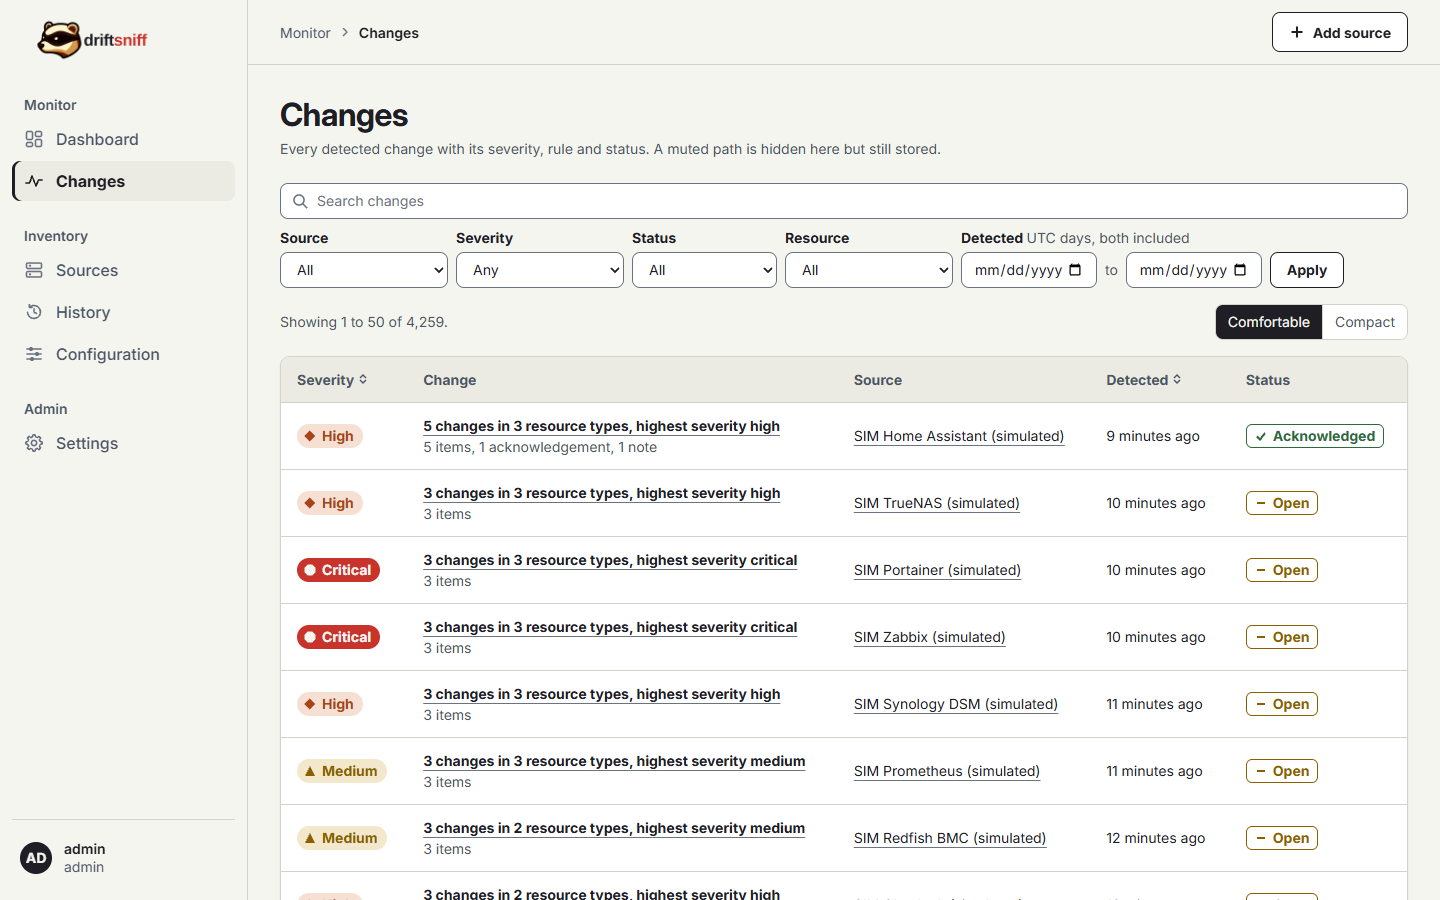 driftsniff
Monitor
Dashboard
Changes
Inventory
Sources
History
Configuration
Admin
Settings
AD
admin
admin
Monitor > Changes
+ Add source
Changes
Every detected change with its severity, rule and status. A muted path is hidden here but still stored.
Search changes
Source Severity Status Resource Detected UTC days, both included
All Any All All mm/dd/yyyy to mm/dd/yyyy Apply
Showing 1 to 50 of 4,259.
Comfortable Compact
Severity Change Source Detected Status
High 5 changes in 3 resource types, highest severity high SIM Home Assistant (simulated) 9 minutes ago Acknowledged
5 items, 1 acknowledgement, 1 note
High 3 changes in 3 resource types, highest severity high SIM TrueNAS (simulated) 10 minutes ago Open
3 items
Critical 3 changes in 3 resource types, highest severity critical SIM Portainer (simulated) 10 minutes ago Open
3 items
Critical 3 changes in 3 resource types, highest severity critical SIM Zabbix (simulated) 10 minutes ago Open
3 items
High 3 changes in 3 resource types, highest severity high SIM Synology DSM (simulated) 11 minutes ago Open
3 items
Medium 3 changes in 3 resource types, highest severity medium SIM Prometheus (simulated) 11 minutes ago Open
3 items
Medium 3 changes in 2 resource types, highest severity medium SIM Redfish BMC (simulated) 12 minutes ago Open
3 items
3 changes in 2 resource types, highest severity high